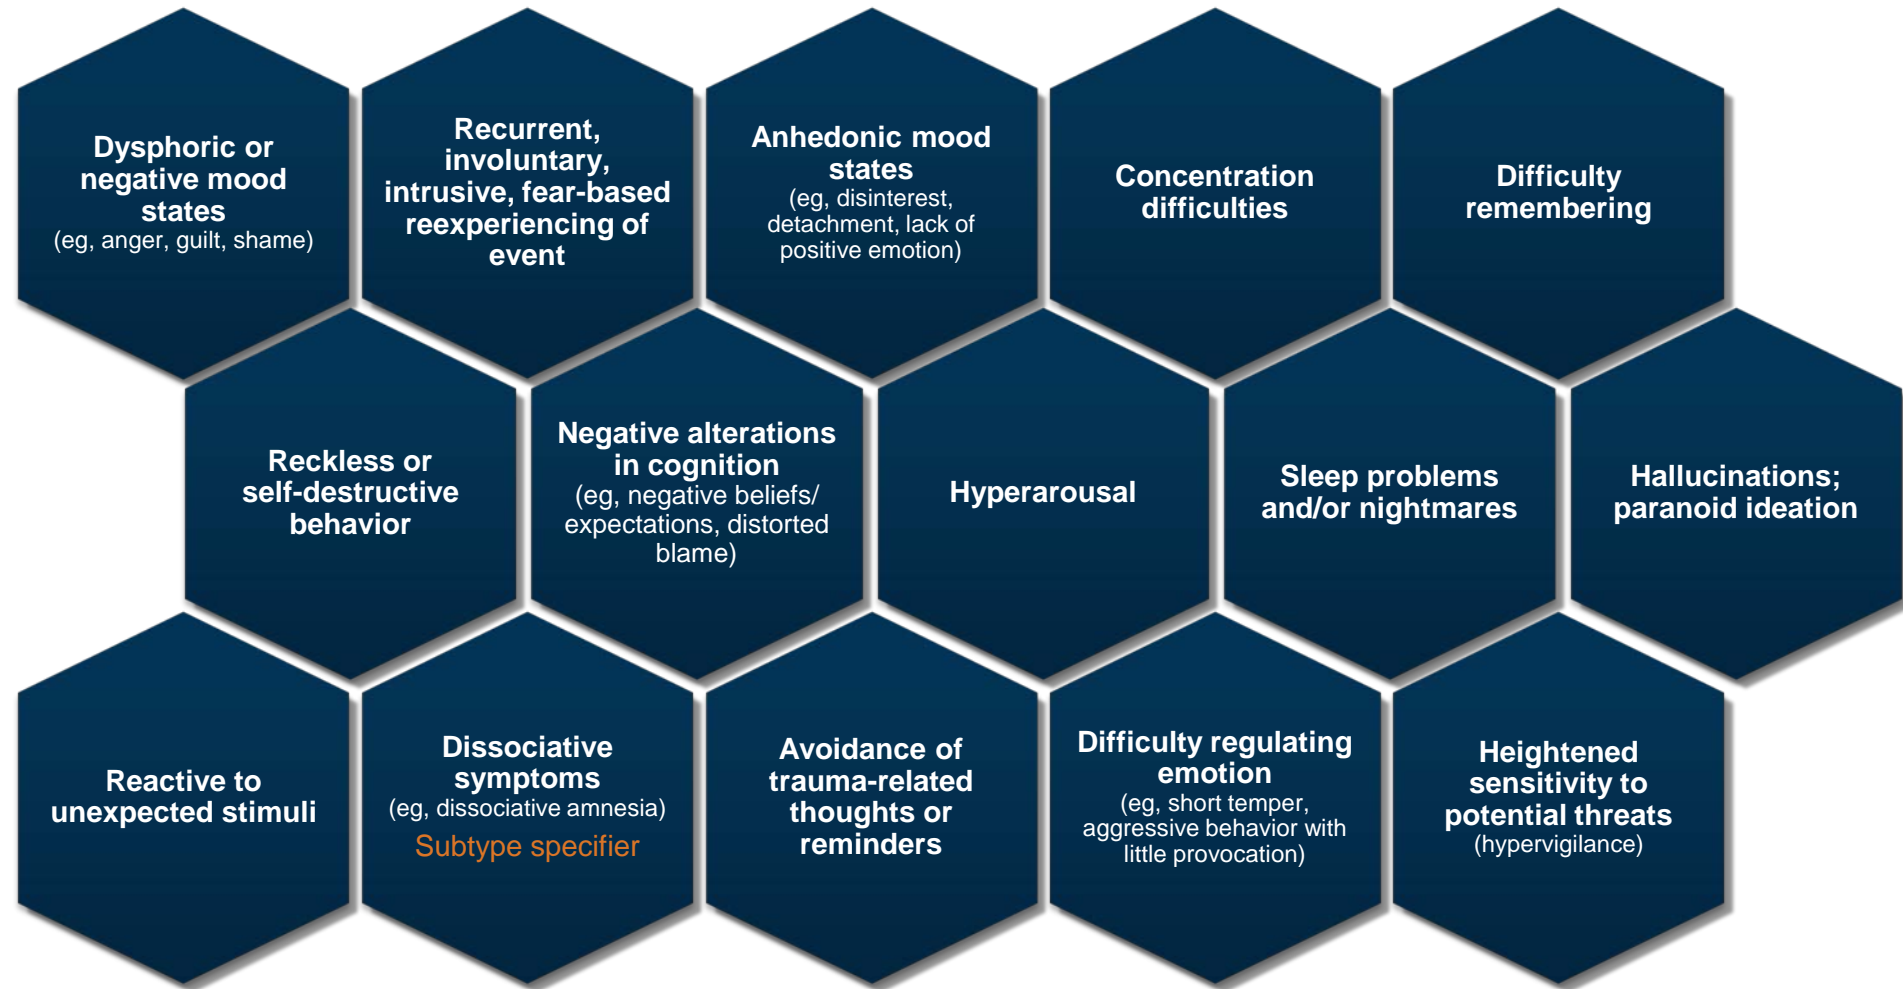 Dysphoric or
negative mood
states
(eg, anger, guilt, shame)
Recurrent,
involuntary,
intrusive, fear-based
reexperiencing of
event
Anhedonic mood
states
(eg, disinterest,
detachment, lack of
positive emotion)
Concentration
difficulties
Difficulty
remembering
Reckless or
self-destructive
behavior
Negative alterations
in cognition
(eg, negative beliefs/
expectations, distorted
blame)
Hyperarousal
Sleep problems
and/or nightmares
Hallucinations;
paranoid ideation
Reactive to
unexpected stimuli
Dissociative
symptoms
(eg, dissociative amnesia)
Subtype specifier
Avoidance of
trauma-related
thoughts or
reminders
Difficulty regulating
emotion
(eg, short temper,
aggressive behavior with
little provocation)
Heightened
sensitivity to
potential threats
(hypervigilance)